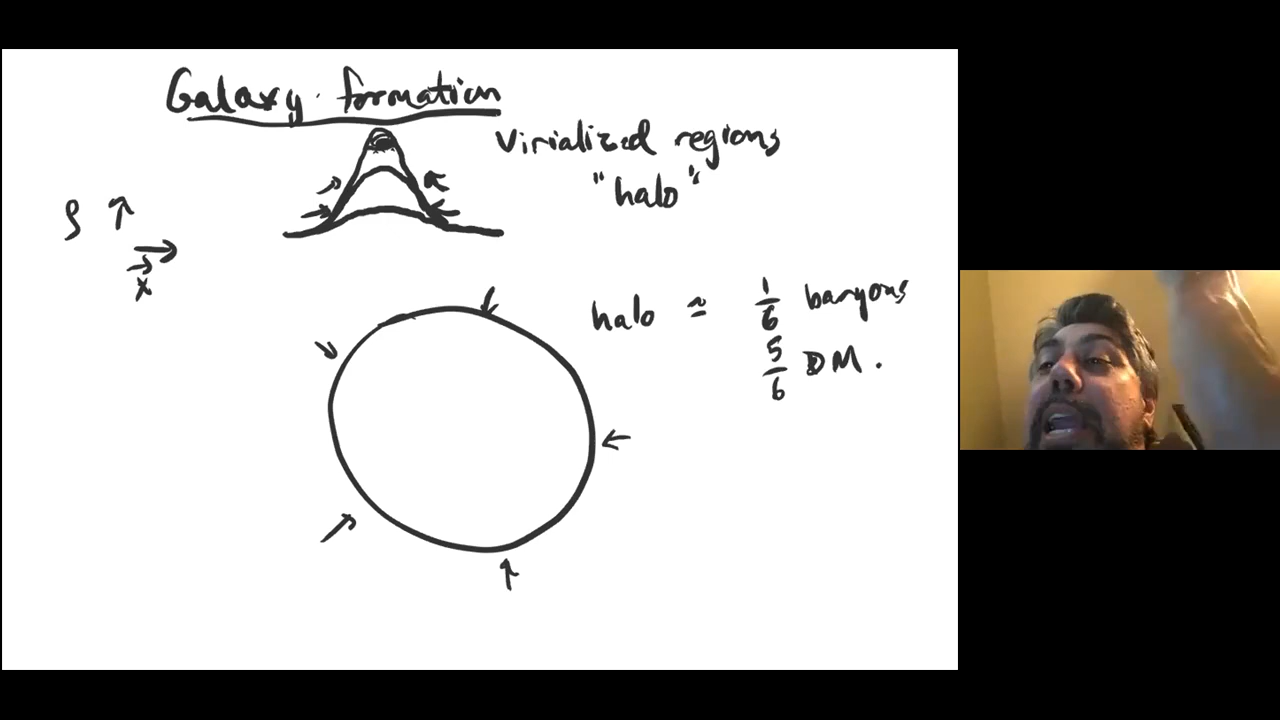 Galaxy formation
Virialized regions
"halo"
ρ ↑
→
x
halo ≃ 1/6 baryons
5/6 DM.